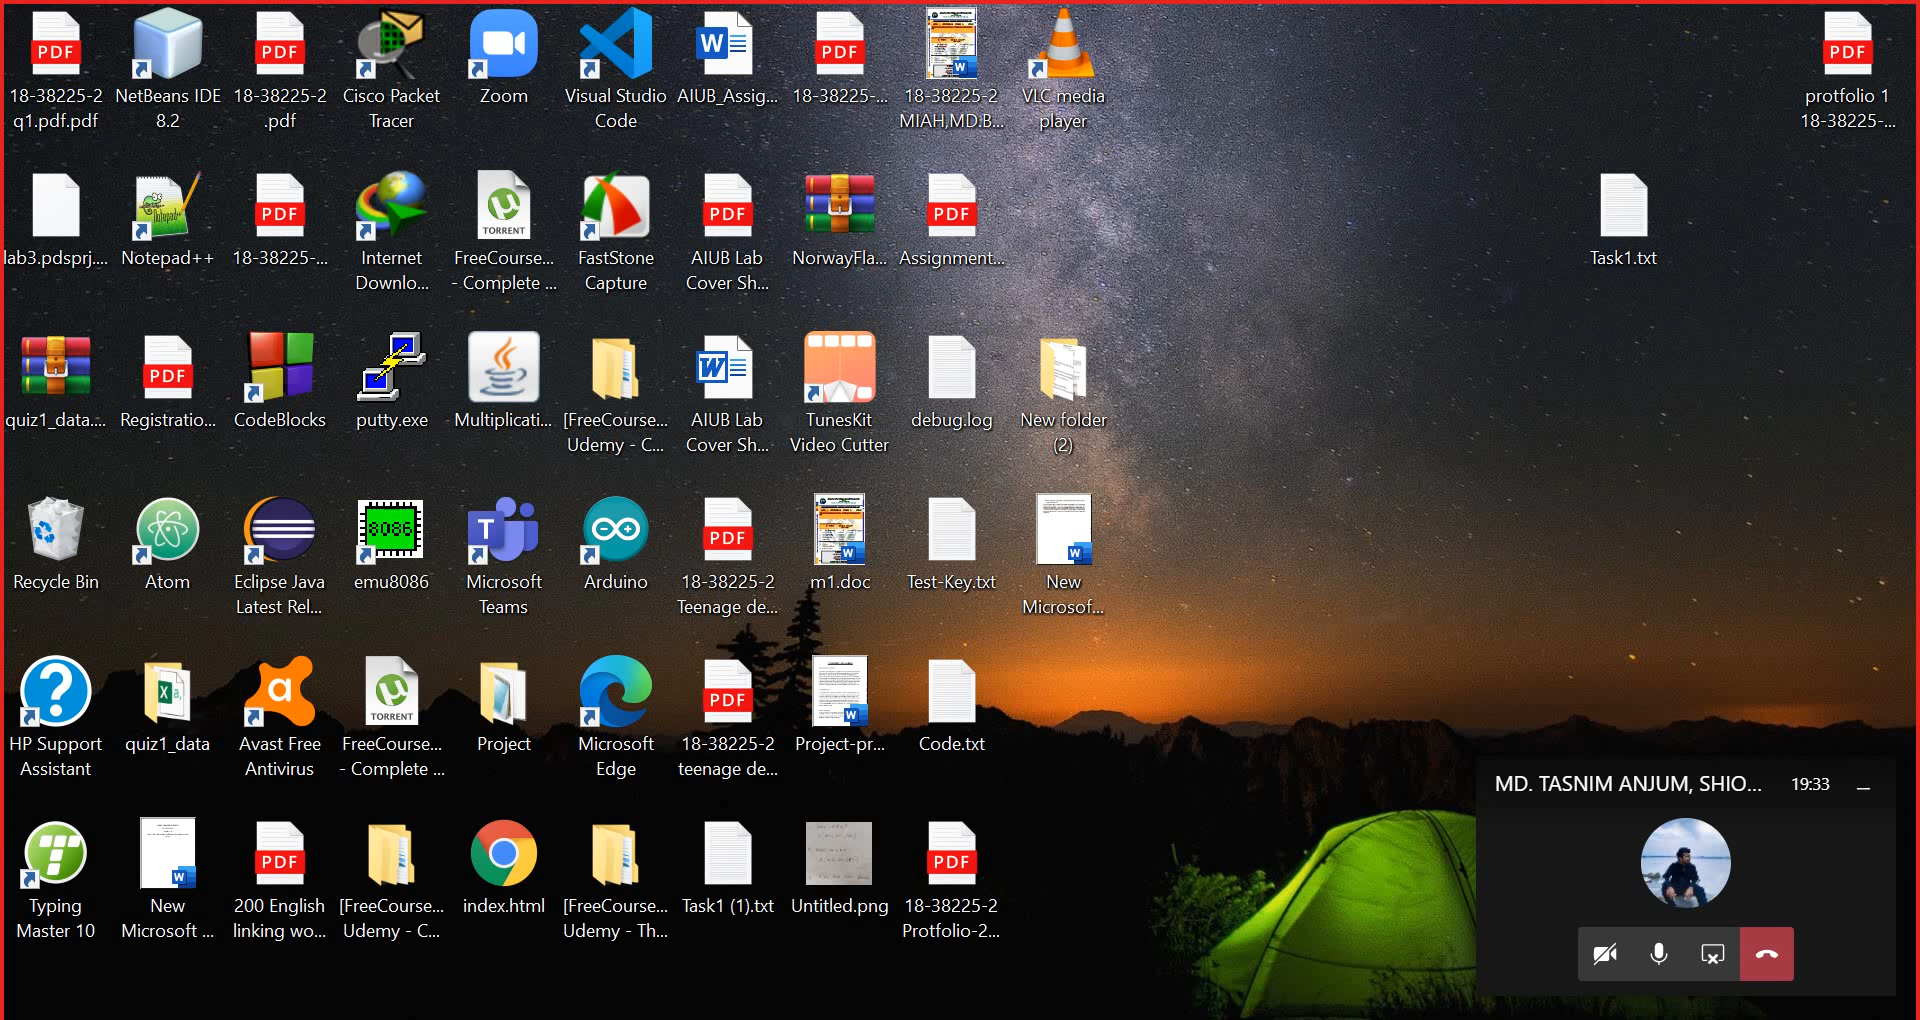 18-38225-2
q1.pdf.pdf
NetBeans IDE
8.2
18-38225-2
.pdf
Cisco Packet
Tracer
Zoom
Visual Studio
Code
AIUB_Assig...
18-38225-...
18-38225-2
MIAH,MD.B...
VLC media
player
protfolio 1
18-38225-...
lab3.pdsprj....
Notepad++
18-38225-...
Internet
Downlo...
FreeCourse...
- Complete ...
FastStone
Capture
AIUB Lab
Cover Sh...
NorwayFla...
Assignment...
Task1.txt
quiz1_data....
Registratio...
CodeBlocks
putty.exe
Multiplicati...
[FreeCourse...
Udemy - C...
AIUB Lab
Cover Sh...
TunesKit
Video Cutter
debug.log
New folder
(2)
Recycle Bin
Atom
Eclipse Java
Latest Rel...
emu8086
Microsoft
Teams
Arduino
18-38225-2
Teenage de...
m1.doc
Test-Key.txt
New
Microsof...
HP Support
Assistant
quiz1_data
Avast Free
Antivirus
FreeCourse...
- Complete ...
Project
Microsoft
Edge
18-38225-2
teenage de...
Project-pr...
Code.txt
MD. TASNIM ANJUM, SHIO...
19:33
Typing
Master 10
New
Microsoft ...
200 English
linking wo...
[FreeCourse...
Udemy - C...
index.html
[FreeCourse...
Udemy - Th...
Task1 (1).txt
Untitled.png
18-38225-2
Protfolio-2...